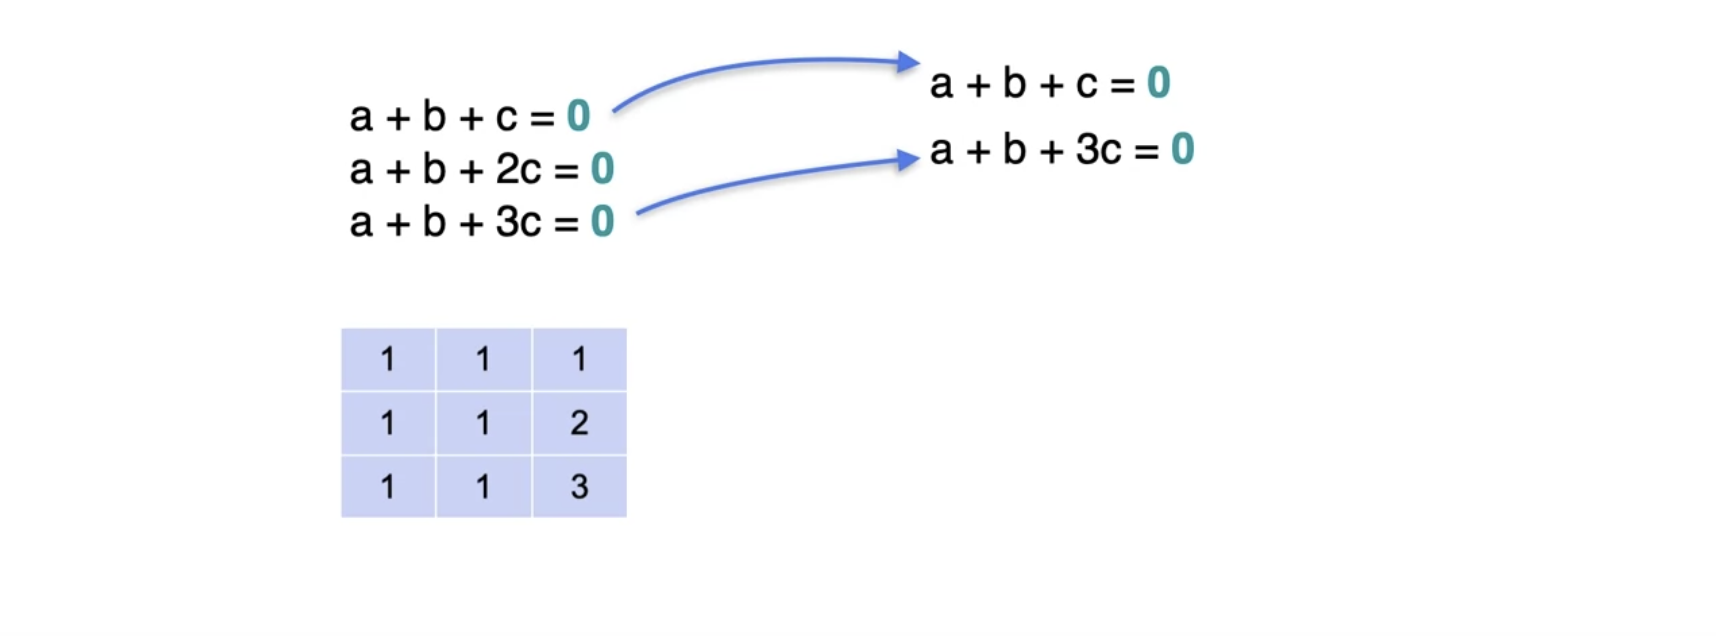 a + b + c = 0
a + b + 2c = 0
a + b + 3c = 0
a + b + c = 0
a + b + 3c = 0
1 1 1
1 1 2
1 1 3